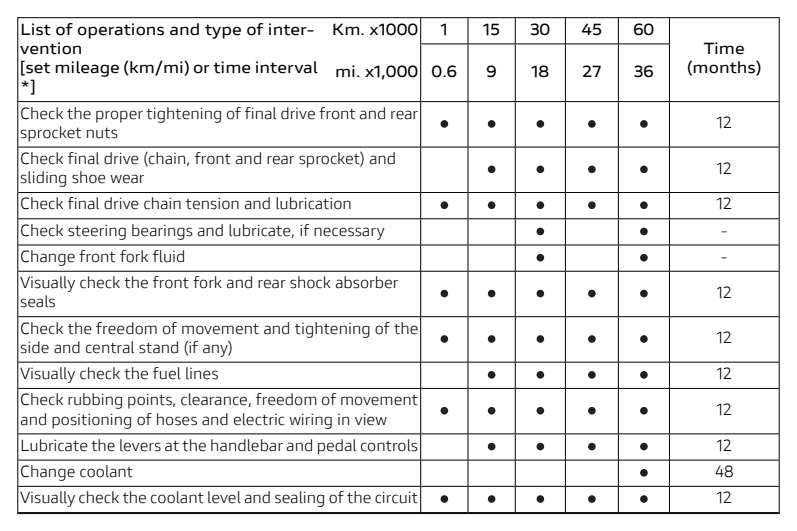 List of operations and type of inter- Km. x1000 1 15 30 45 60 Time
vention
[set mileage (km/mi) or time interval mi. x1,000 0.6 9 18 27 36 (months)
*]
Check the proper tightening of final drive front and rear
sprocket nuts ● ● ● ● ● 12
Check final drive (chain, front and rear sprocket) and
sliding shoe wear ● ● ● ● 12
Check final drive chain tension and lubrication ● ● ● ● ● 12
Check steering bearings and lubricate, if necessary ● ● -
Change front fork fluid ● ● -
Visually check the front fork and rear shock absorber
seals ● ● ● ● ● 12
Check the freedom of movement and tightening of the
side and central stand (if any) ● ● ● ● ● 12
Visually check the fuel lines ● ● ● ● 12
Check rubbing points, clearance, freedom of movement
and positioning of hoses and electric wiring in view ● ● ● ● ● 12
Lubricate the levers at the handlebar and pedal controls ● ● ● ● 12
Change coolant ● 48
Visually check the coolant level and sealing of the circuit ● ● ● ● ● 12